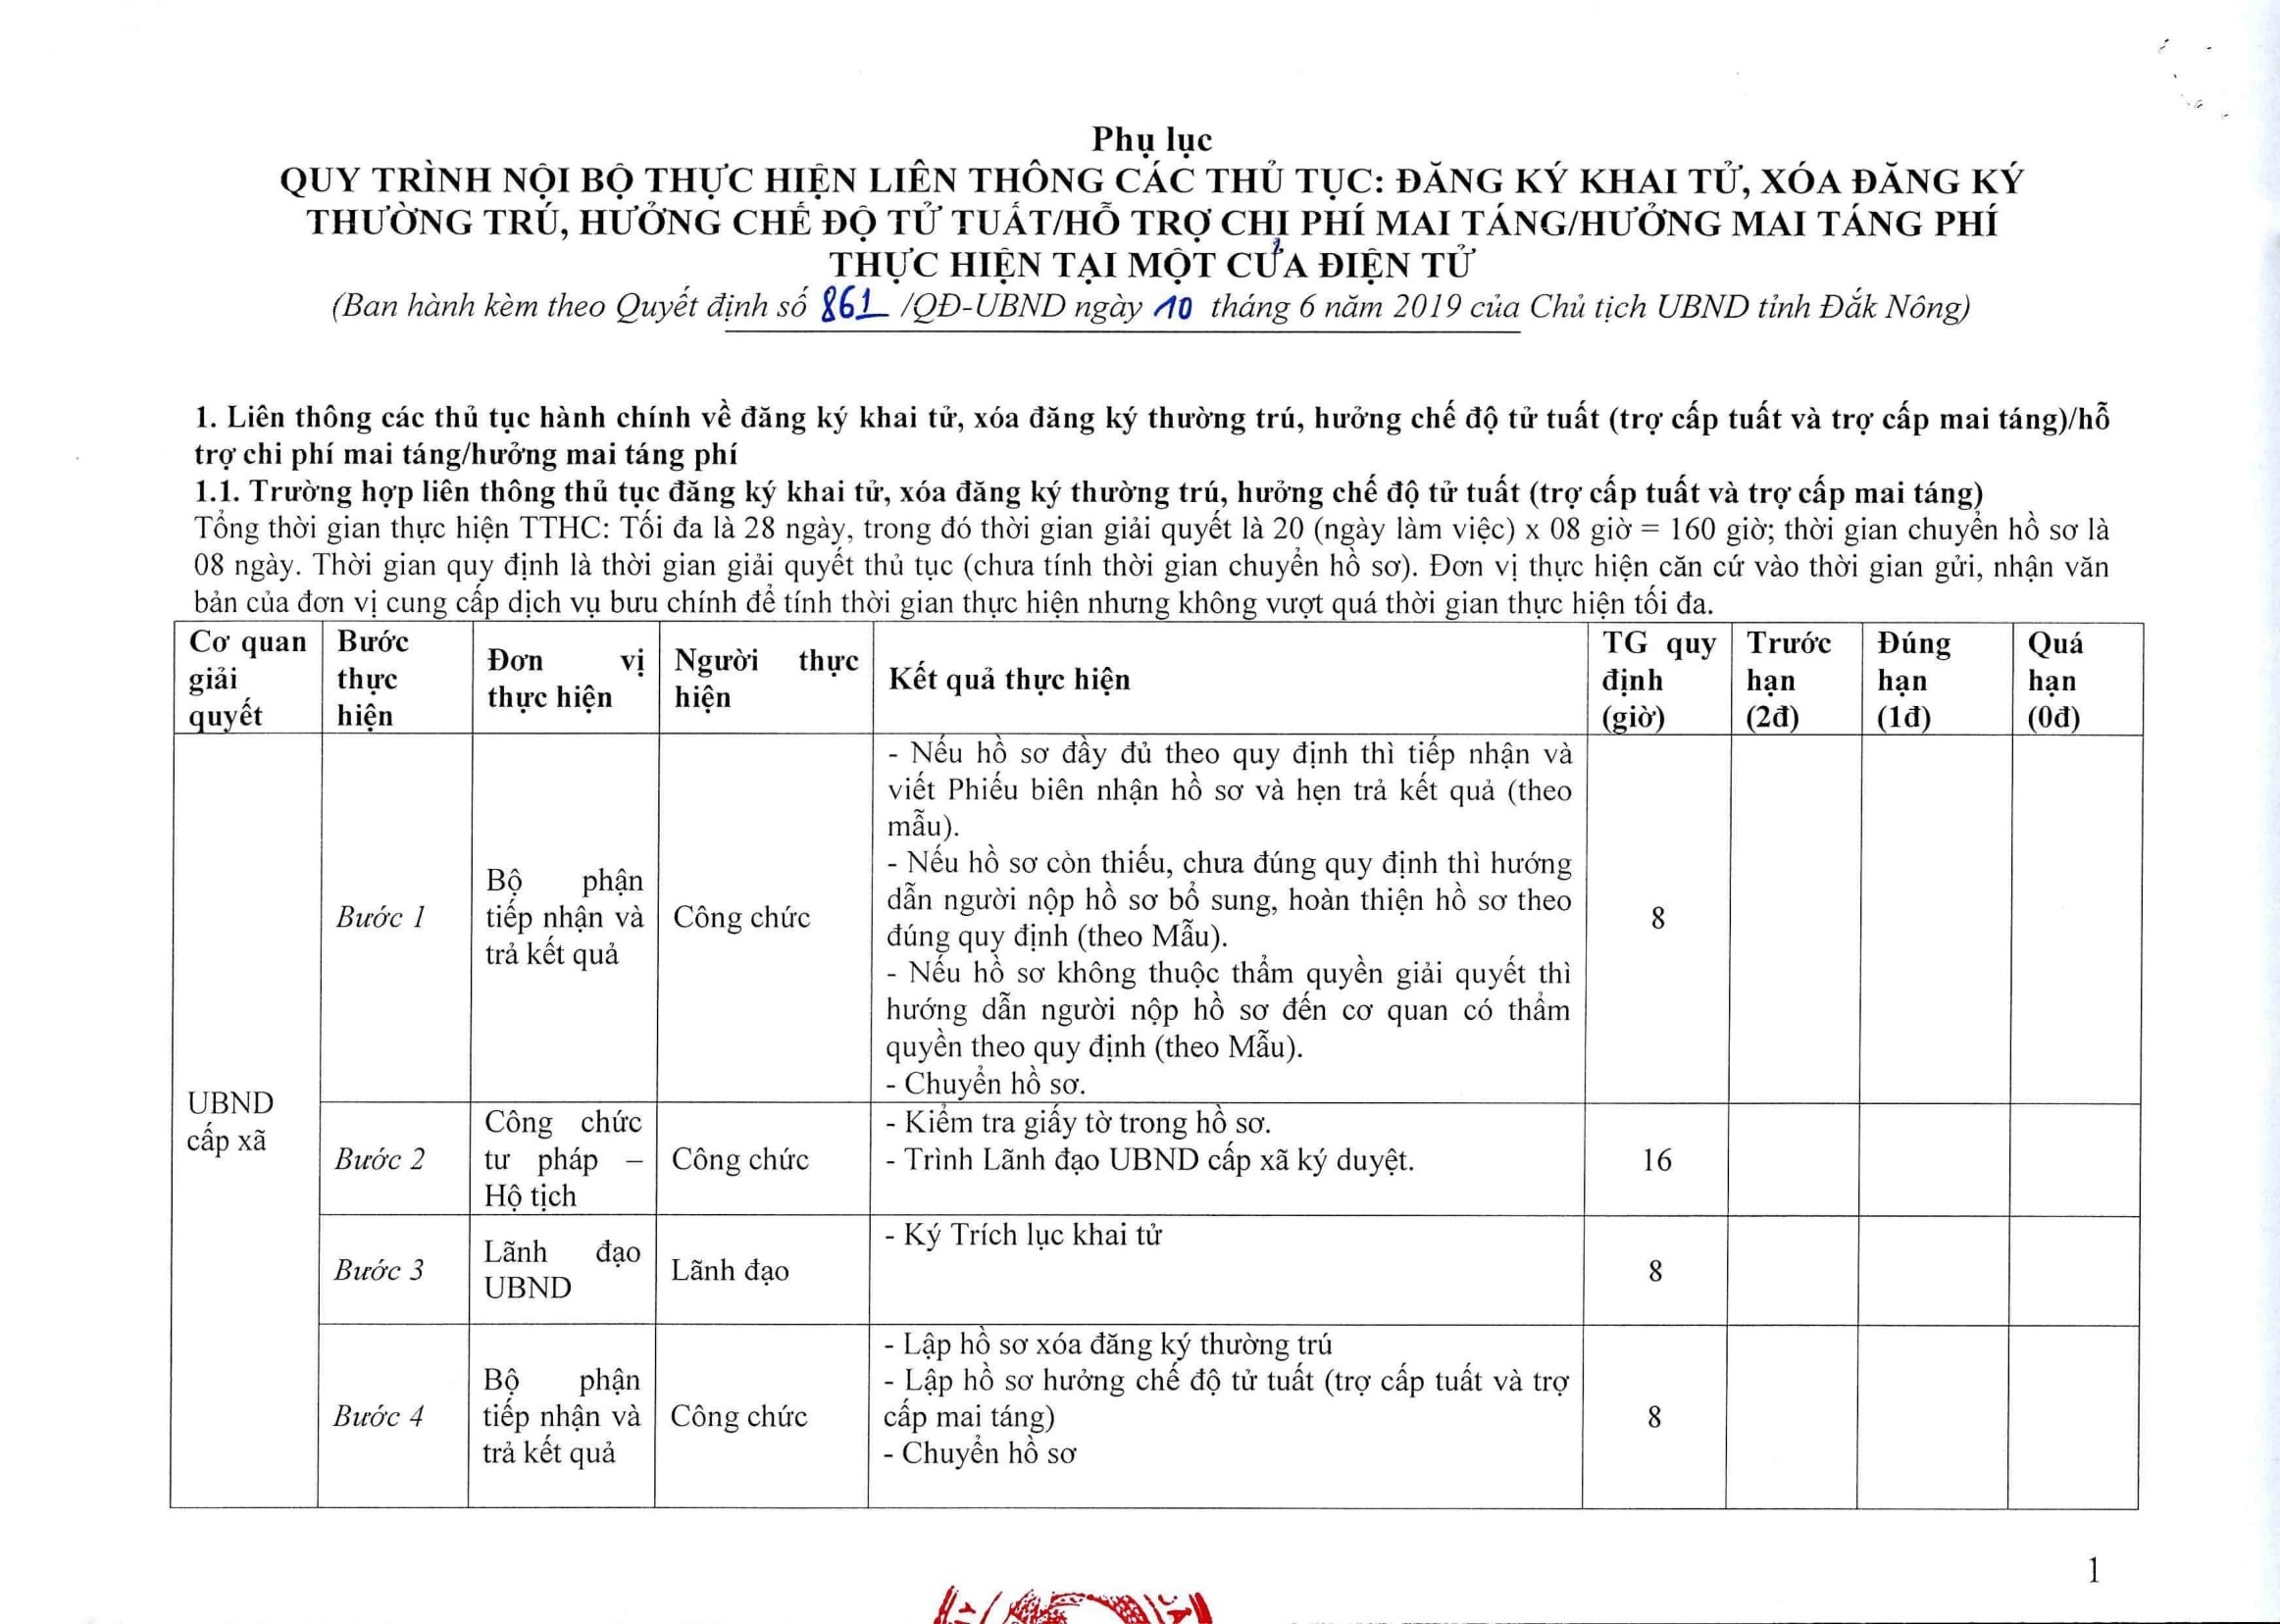 Phụ lục
QUY TRÌNH NỘI BỘ THỰC HIỆN LIÊN THÔNG CÁC THỦ TỤC: ĐĂNG KÝ KHAI TỬ, XÓA ĐĂNG KÝ
THƯỜNG TRÚ, HƯỞNG CHẾ ĐỘ TỬ TUẤT/HỖ TRỢ CHI PHÍ MAI TÁNG/HƯỞNG MAI TÁNG PHÍ
THỰC HIỆN TẠI MỘT CỬA ĐIỆN TỬ
(Ban hành kèm theo Quyết định số 861 /QĐ-UBND ngày 10 tháng 6 năm 2019 của Chủ tịch UBND tỉnh Đắk Nông)
1. Liên thông các thủ tục hành chính về đăng ký khai tử, xóa đăng ký thường trú, hưởng chế độ tử tuất (trợ cấp tuất và trợ cấp mai táng)/hỗ
trợ chi phí mai táng/hưởng mai táng phí
1.1. Trường hợp liên thông thủ tục đăng ký khai tử, xóa đăng ký thường trú, hưởng chế độ tử tuất (trợ cấp tuất và trợ cấp mai táng)
Tổng thời gian thực hiện TTHC: Tối đa là 28 ngày, trong đó thời gian giải quyết là 20 (ngày làm việc) x 08 giờ = 160 giờ; thời gian chuyển hồ sơ là
08 ngày. Thời gian quy định là thời gian giải quyết thủ tục (chưa tính thời gian chuyển hồ sơ). Đơn vị thực hiện căn cứ vào thời gian gửi, nhận văn
bản của đơn vị cung cấp dịch vụ bưu chính để tính thời gian thực hiện nhưng không vượt quá thời gian thực hiện tối đa.
Cơ quan
giải
quyết
Bước
thực
hiện
Đơn vị
thực hiện
Người thực
hiện
Kết quả thực hiện
TG quy
định
(giờ)
Trước
hạn
(2đ)
Đúng
hạn
(1đ)
Quá
hạn
(0đ)
UBND
cấp xã
Bước 1
Bộ phận
tiếp nhận và
trả kết quả
Công chức
- Nếu hồ sơ đầy đủ theo quy định thì tiếp nhận và
viết Phiếu biên nhận hồ sơ và hẹn trả kết quả (theo
mẫu).
- Nếu hồ sơ còn thiếu, chưa đúng quy định thì hướng
dẫn người nộp hồ sơ bổ sung, hoàn thiện hồ sơ theo
đúng quy định (theo Mẫu).
- Nếu hồ sơ không thuộc thẩm quyền giải quyết thì
hướng dẫn người nộp hồ sơ đến cơ quan có thẩm
quyền theo quy định (theo Mẫu).
- Chuyển hồ sơ.
8
Bước 2
Công chức
tư pháp –
Hộ tịch
Công chức
- Kiểm tra giấy tờ trong hồ sơ.
- Trình Lãnh đạo UBND cấp xã ký duyệt.
16
Bước 3
Lãnh đạo
UBND
Lãnh đạo
- Ký Trích lục khai tử
8
Bước 4
Bộ phận
tiếp nhận và
trả kết quả
Công chức
- Lập hồ sơ xóa đăng ký thường trú
- Lập hồ sơ hưởng chế độ tử tuất (trợ cấp tuất và trợ
cấp mai táng)
- Chuyển hồ sơ
8
1